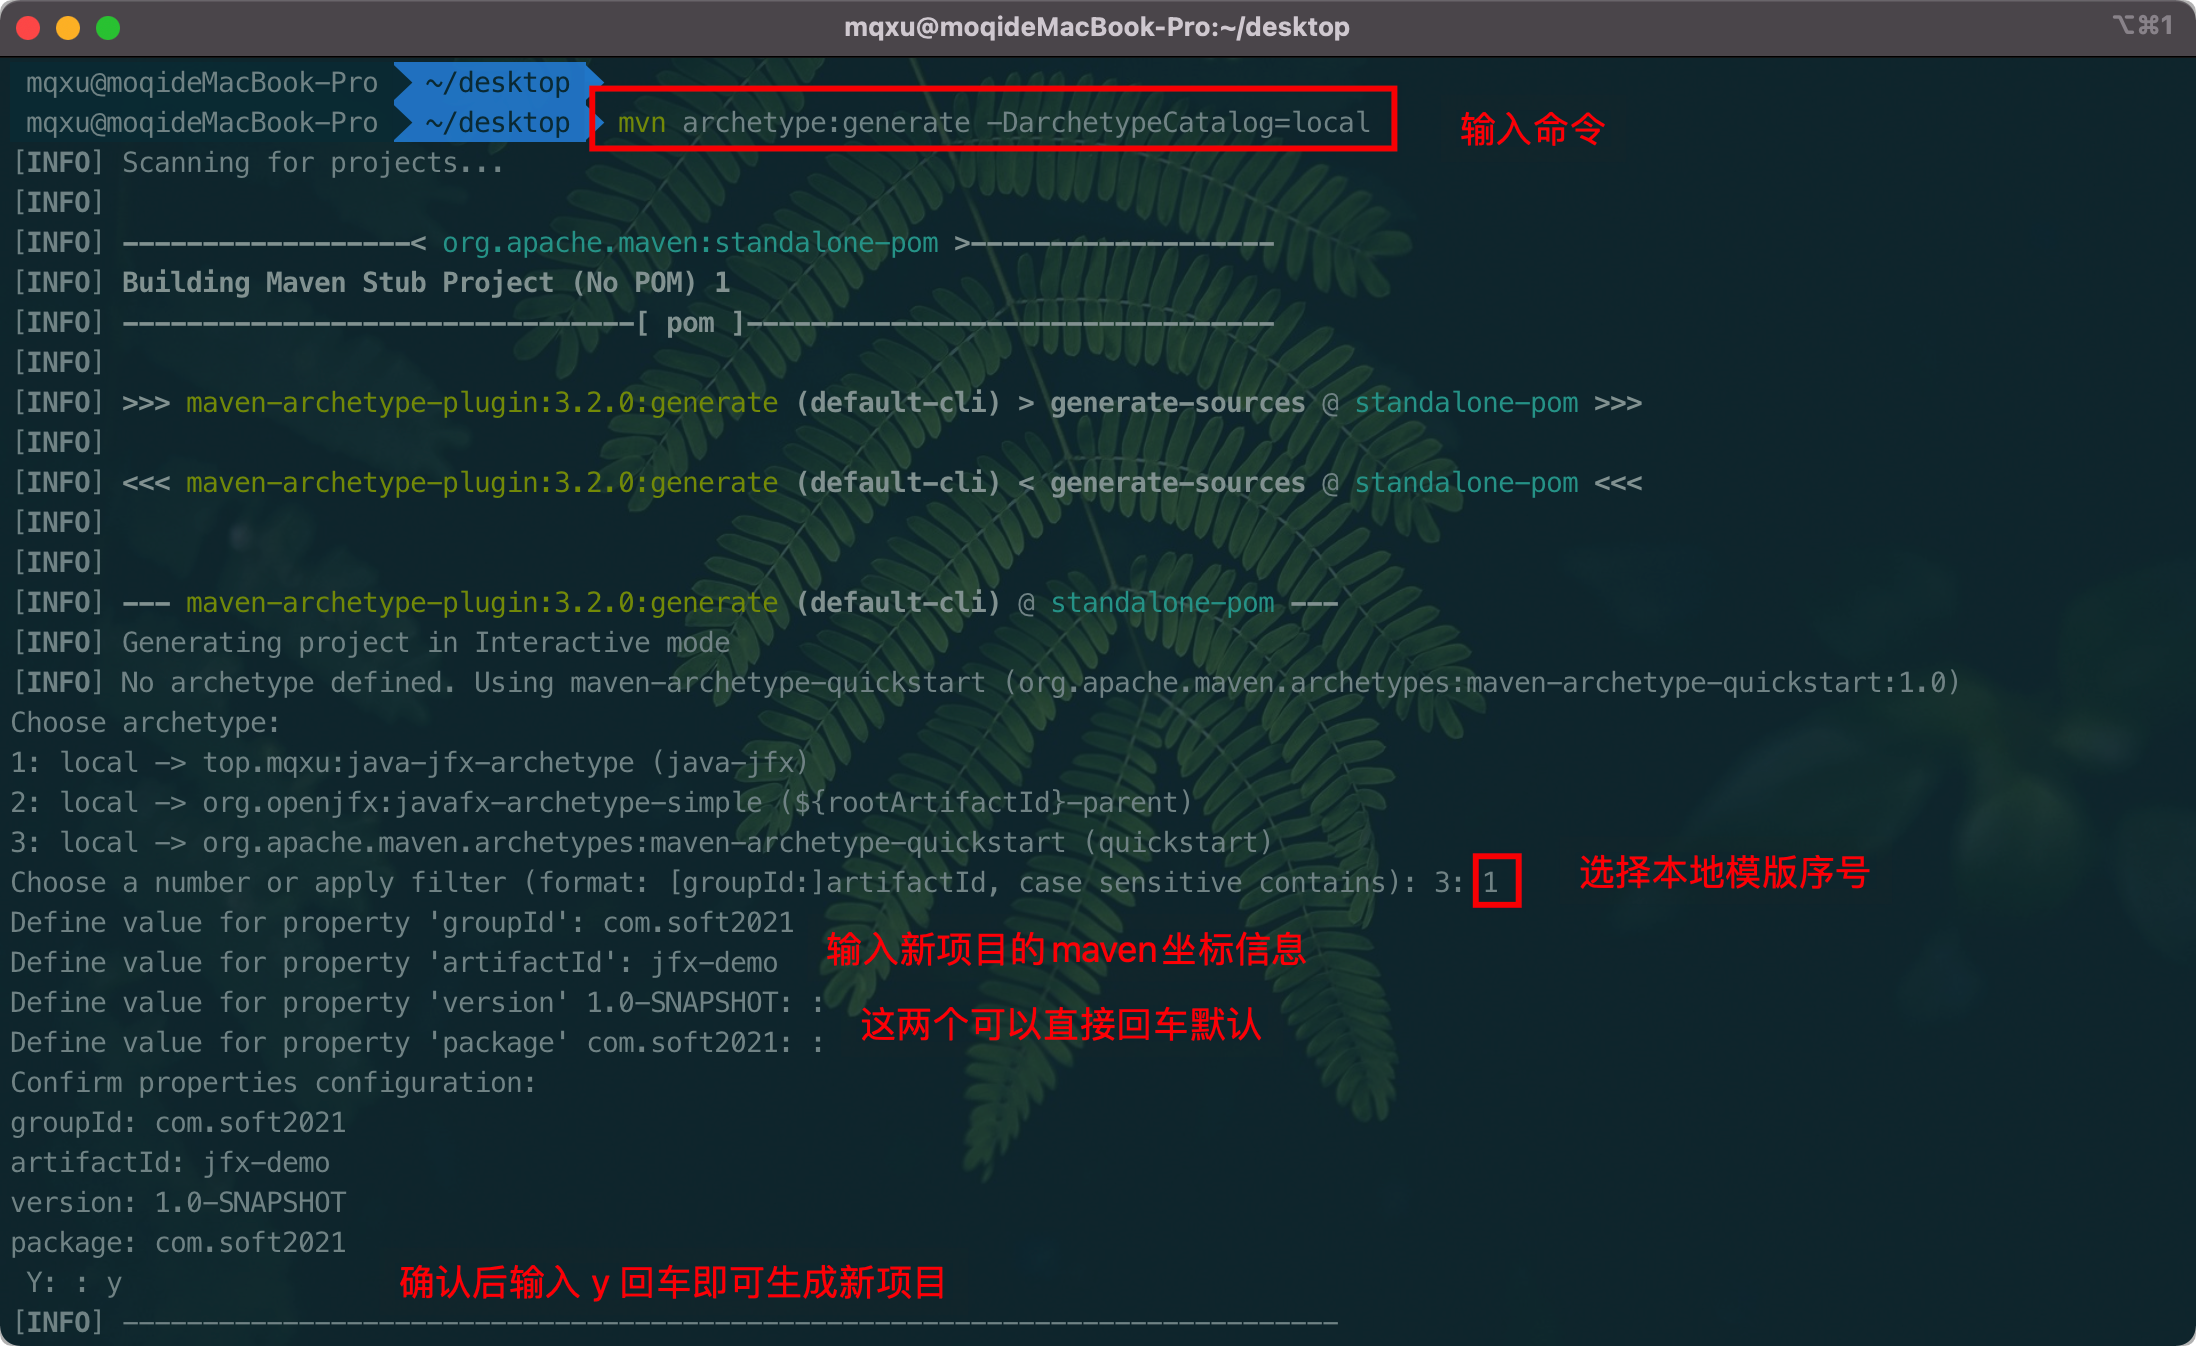 mqxu@moqideMacBook-Pro:~/desktop
⌥⌘1
mqxu@moqideMacBook-Pro ~/desktop
mqxu@moqideMacBook-Pro ~/desktop mvn archetype:generate -DarchetypeCatalog=local
输入命令
[INFO] Scanning for projects...
[INFO]
[INFO] ------------------< org.apache.maven:standalone-pom >-------------------
[INFO] Building Maven Stub Project (No POM) 1
[INFO] --------------------------------[ pom ]---------------------------------
[INFO]
[INFO] >>> maven-archetype-plugin:3.2.0:generate (default-cli) > generate-sources @ standalone-pom >>>
[INFO]
[INFO] <<< maven-archetype-plugin:3.2.0:generate (default-cli) < generate-sources @ standalone-pom <<<
[INFO]
[INFO]
[INFO] --- maven-archetype-plugin:3.2.0:generate (default-cli) @ standalone-pom ---
[INFO] Generating project in Interactive mode
[INFO] No archetype defined. Using maven-archetype-quickstart (org.apache.maven.archetypes:maven-archetype-quickstart:1.0)
Choose archetype:
1: local -> top.mqxu:java-jfx-archetype (java-jfx)
2: local -> org.openjfx:javafx-archetype-simple (${rootArtifactId}-parent)
3: local -> org.apache.maven.archetypes:maven-archetype-quickstart (quickstart)
Choose a number or apply filter (format: [groupId:]artifactId, case sensitive contains): 3: 1
选择本地模版序号
Define value for property 'groupId': com.soft2021
Define value for property 'artifactId': jfx-demo
输入新项目的maven坐标信息
Define value for property 'version' 1.0-SNAPSHOT: :
Define value for property 'package' com.soft2021: :
这两个可以直接回车默认
Confirm properties configuration:
groupId: com.soft2021
artifactId: jfx-demo
version: 1.0-SNAPSHOT
package: com.soft2021
Y: : y
确认后输入 y 回车即可生成新项目
[INFO] ----------------------------------------------------------------------------